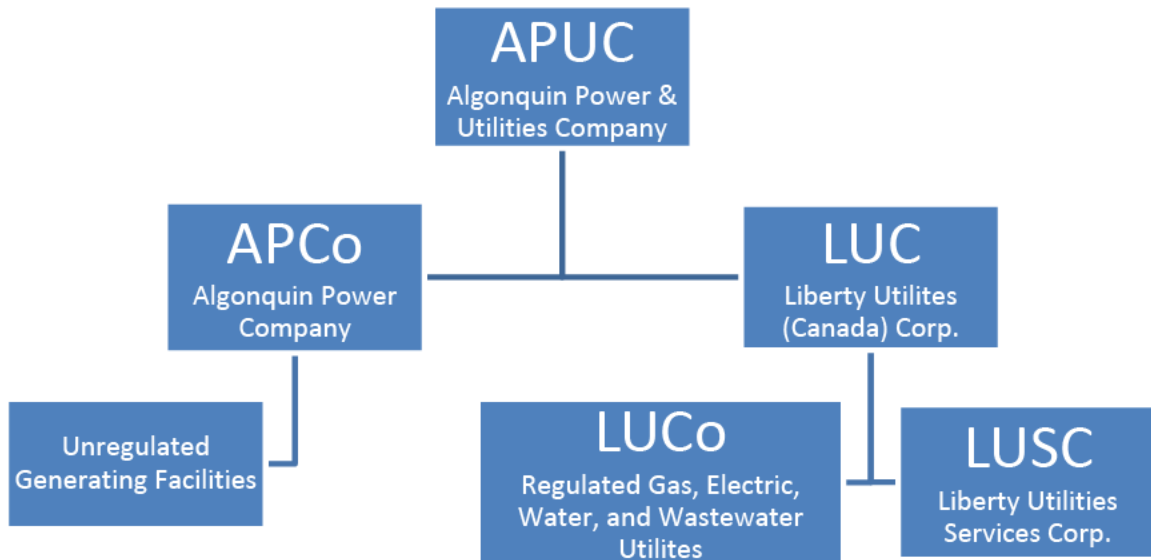 APUC
Algonquin Power &
Utilities Company
APCo
Algonquin Power
Company
LUC
Liberty Utilites
(Canada) Corp.
Unregulated
Generating Facilities
LUCo
Regulated Gas, Electric,
Water, and Wastewater
Utilites
LUSC
Liberty Utilities
Services Corp.